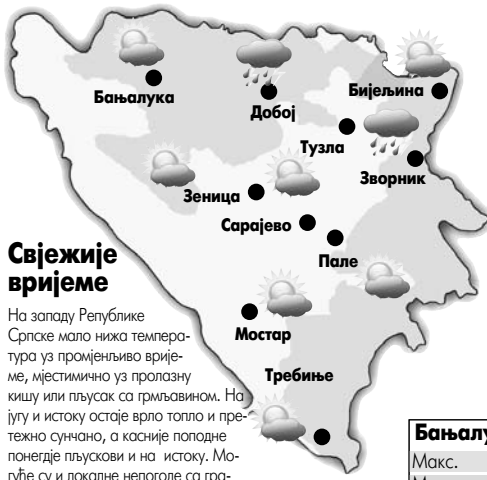 Бањалука
Добој
Бијељина
Тузла
Зворник
Зеница
Сарајево
Пале
Мостар
Требиње
Свјежије
вријеме
На западу Републике
Српске мало нижа темпера-
тура уз промјенљиво врије-
ме, мјестимично уз пролазну
кишу или пљусак са грмљавином. На
југу и истоку остаје врло топло и пре-
тежно сунчано, а касније поподне
понегдје пљускови и на истоку. Мо-
гуће су и локалне непогоде са гра-
Бањалу
Макс.